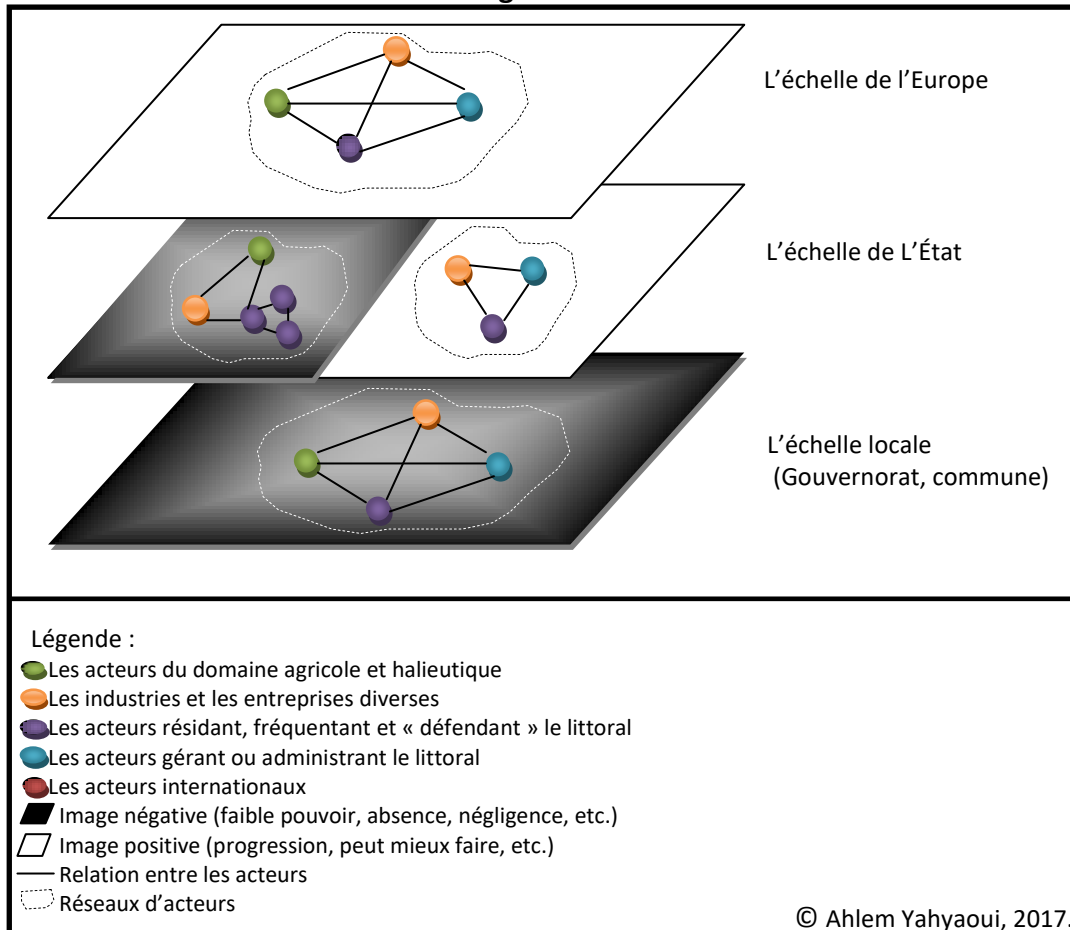 L’échelle de l’Europe
L’échelle de L’État
L’échelle locale
(Gouvernorat, commune)
Légende :
Les acteurs du domaine agricole et halieutique
Les industries et les entreprises diverses
Les acteurs résidant, fréquentant et « défendant » le littoral
Les acteurs gérant ou administrant le littoral
Les acteurs internationaux
Image négative (faible pouvoir, absence, négligence, etc.)
Image positive (progression, peut mieux faire, etc.)
Relation entre les acteurs
Réseaux d’acteurs
© Ahlem Yahyaoui, 2017.